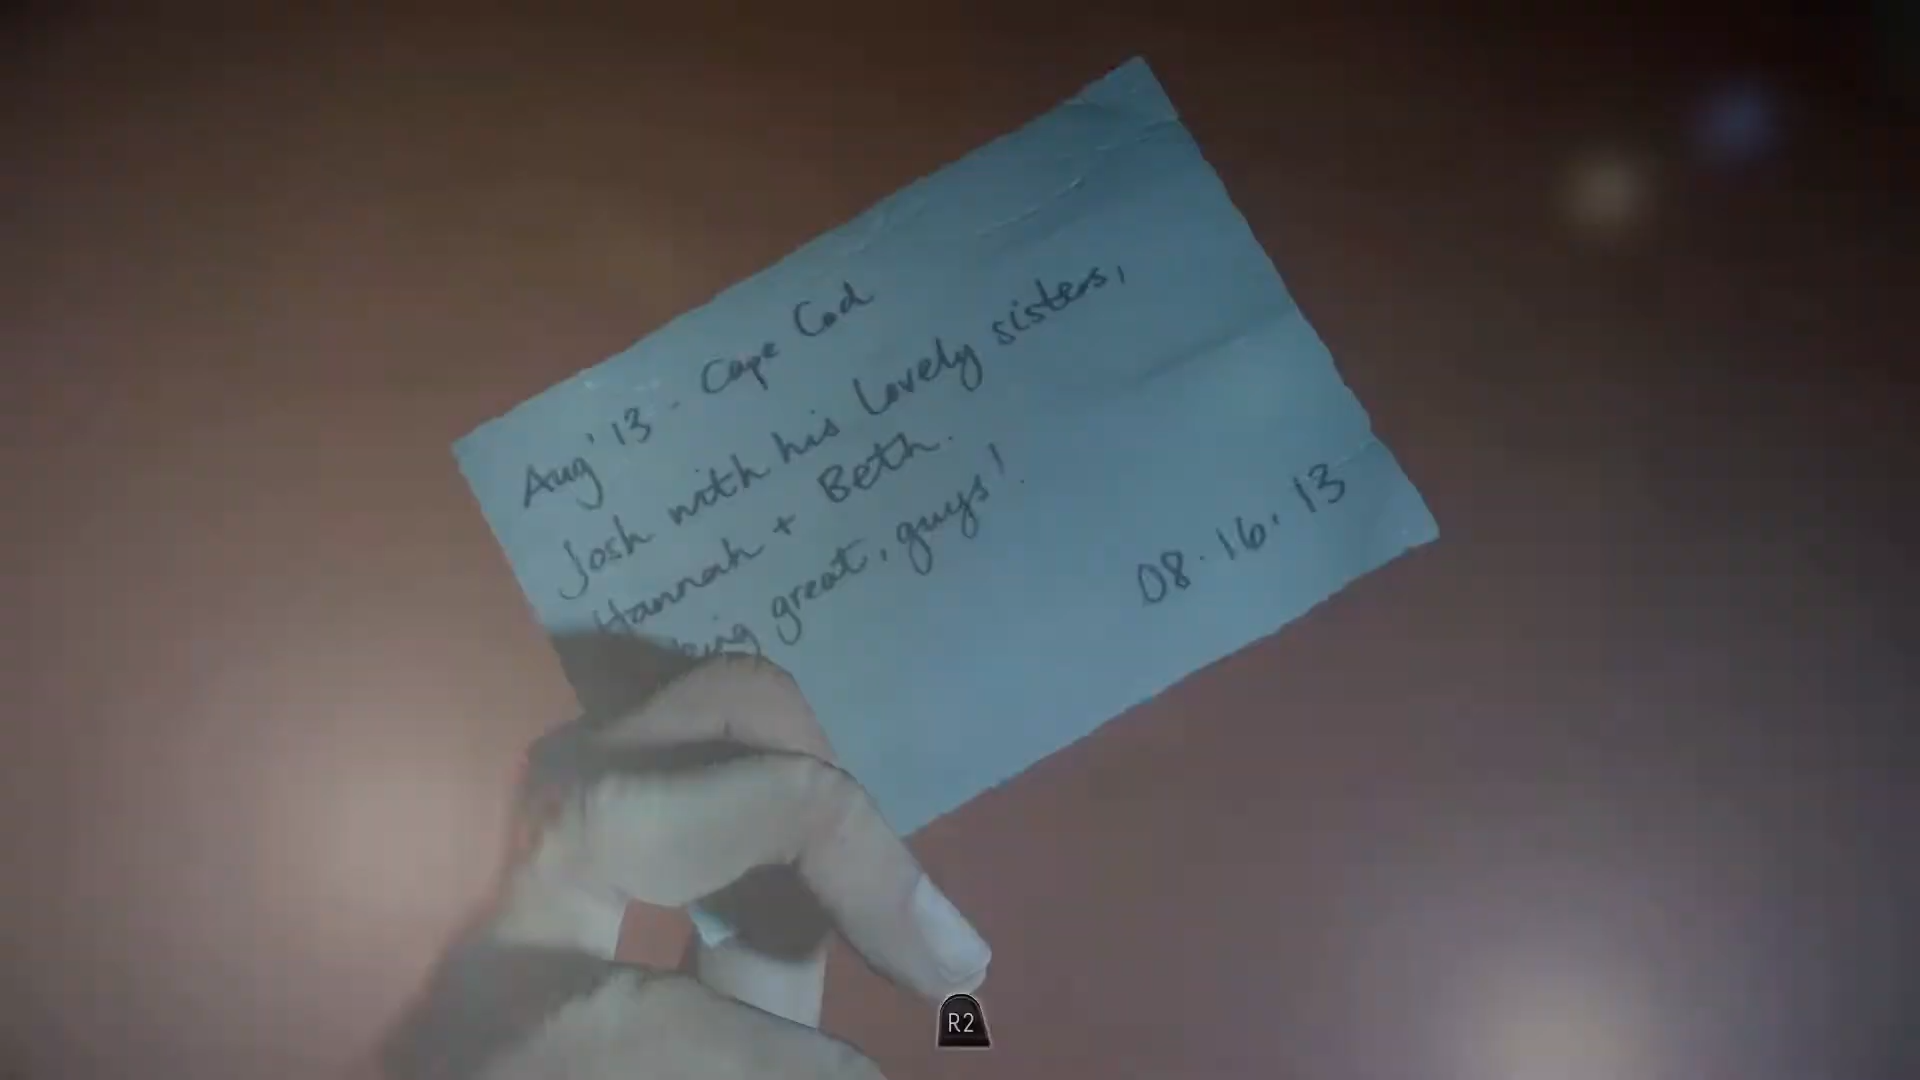 Aug '13 - Cape Cod
Josh with his lovely sisters,
Hannah + Beth.
great, guys!
08.16.13
R2